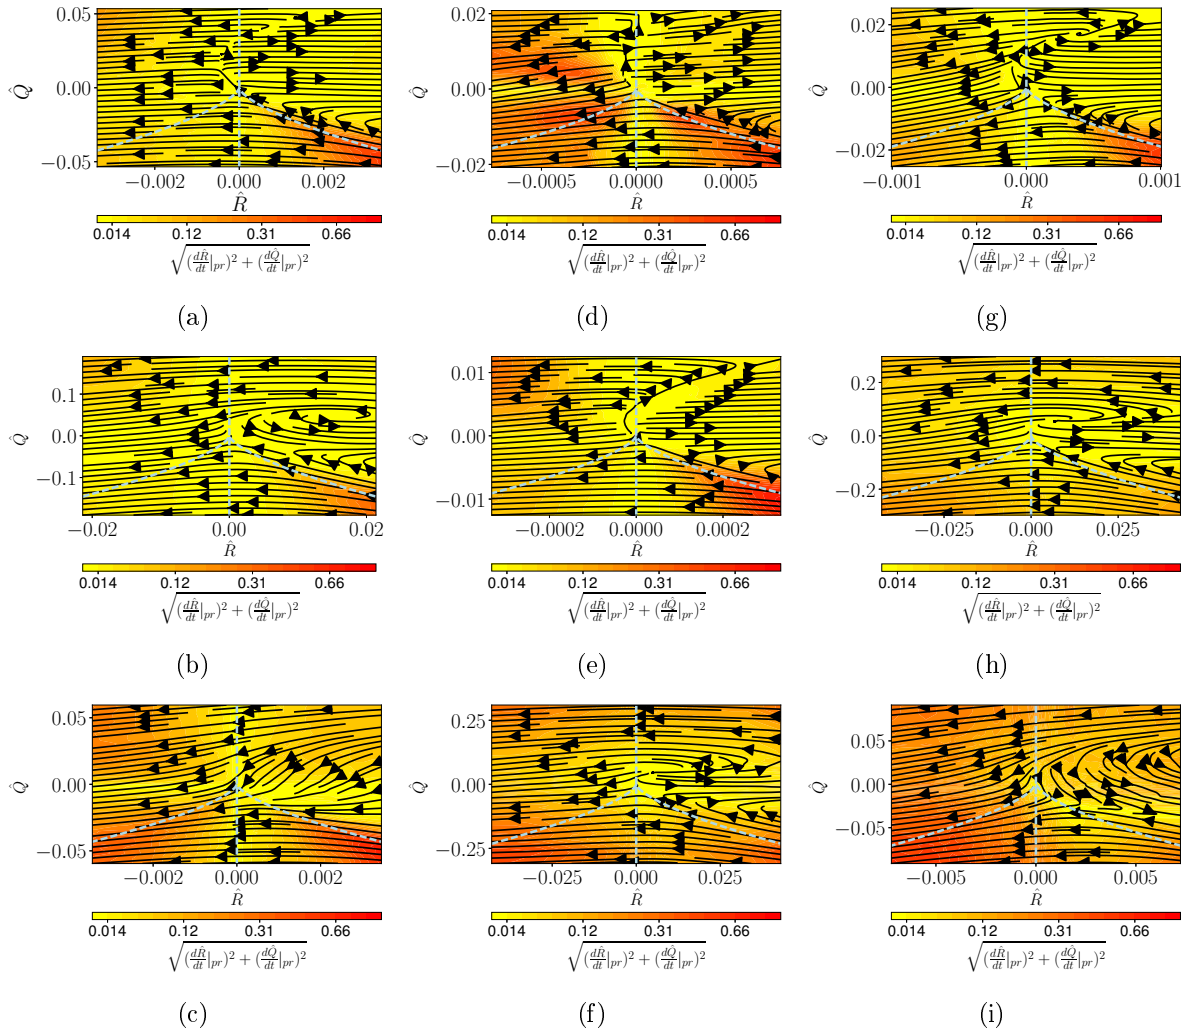 0.05
0.00
−0.05
Q̂
−0.002 0.000 0.002
R̂
0.014 0.12 0.31 0.66
√((dR̂/dt|pr)² + (dQ̂/dt|pr)²)
(a)
0.02
0.00
−0.02
Q̂
−0.0005 0.0000 0.0005
R̂
0.014 0.12 0.31 0.66
√((dR̂/dt|pr)² + (dQ̂/dt|pr)²)
(d)
0.02
0.00
−0.02
Q̂
−0.001 0.000 0.001
R̂
0.014 0.12 0.31 0.66
√((dR̂/dt|pr)² + (dQ̂/dt|pr)²)
(g)
0.1
0.0
−0.1
Q̂
−0.02 0.00 0.02
R̂
0.014 0.12 0.31 0.66
√((dR̂/dt|pr)² + (dQ̂/dt|pr)²)
(b)
0.01
0.00
−0.01
Q̂
−0.0002 0.0000 0.0002
R̂
0.014 0.12 0.31 0.66
√((dR̂/dt|pr)² + (dQ̂/dt|pr)²)
(e)
0.2
0.0
−0.2
Q̂
−0.025 0.000 0.025
R̂
0.014 0.12 0.31 0.66
√((dR̂/dt|pr)² + (dQ̂/dt|pr)²)
(h)
0.05
0.00
−0.05
Q̂
−0.002 0.000 0.002
R̂
0.014 0.12 0.31 0.66
√((dR̂/dt|pr)² + (dQ̂/dt|pr)²)
(c)
0.25
0.00
−0.25
Q̂
−0.025 0.000 0.025
R̂
0.014 0.12 0.31 0.66
√((dR̂/dt|pr)² + (dQ̂/dt|pr)²)
(f)
0.05
0.00
−0.05
Q̂
−0.005 0.000 0.005
R̂
0.014 0.12 0.31 0.66
√((dR̂/dt|pr)² + (dQ̂/dt|pr)²)
(i)